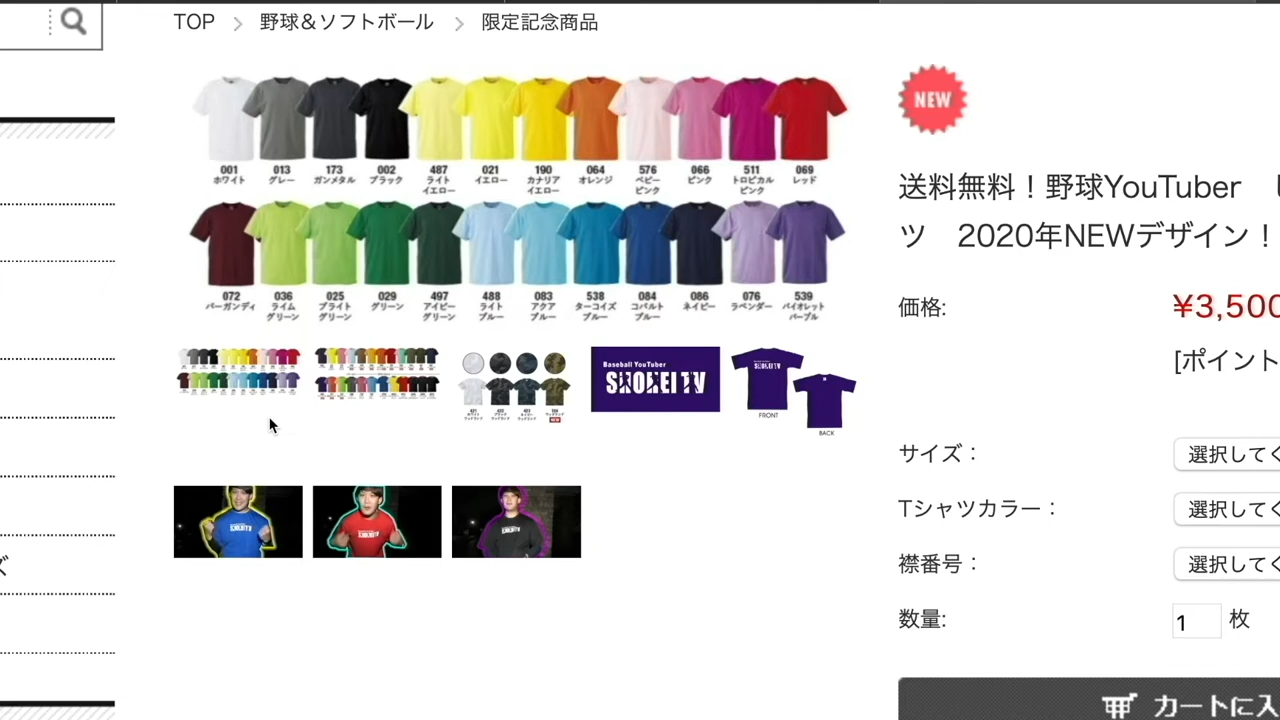 TOP > 野球＆ソフトボール > 限定記念商品
NEW
001 013 173 002 487 021 190 064 576 066 511 069
ホワイト グレー ガンメタル ブラック ライトイエロー イエロー カナリアイエロー オレンジ ベビーピンク ピンク トロピカルピンク レッド
072 036 025 029 497 488 083 538 084 086 076 539
バーガンディ ライムグリーン ブライトグリーン グリーン アイビーグリーン ライトブルー アクアブルー ターコイズブルー コバルトブルー ネイビー ラベンダー バイオレットパープル
Baseball YouTuber
SHOHEI TV
FRONT
BACK
送料無料！野球YouTuber 「
ツ 2020年NEWデザイン！
価格: ¥3,500
[ポイント
サイズ： 選択してく
Tシャツカラー： 選択してく
襟番号： 選択してく
数量: 1 枚
カートに入
ズ